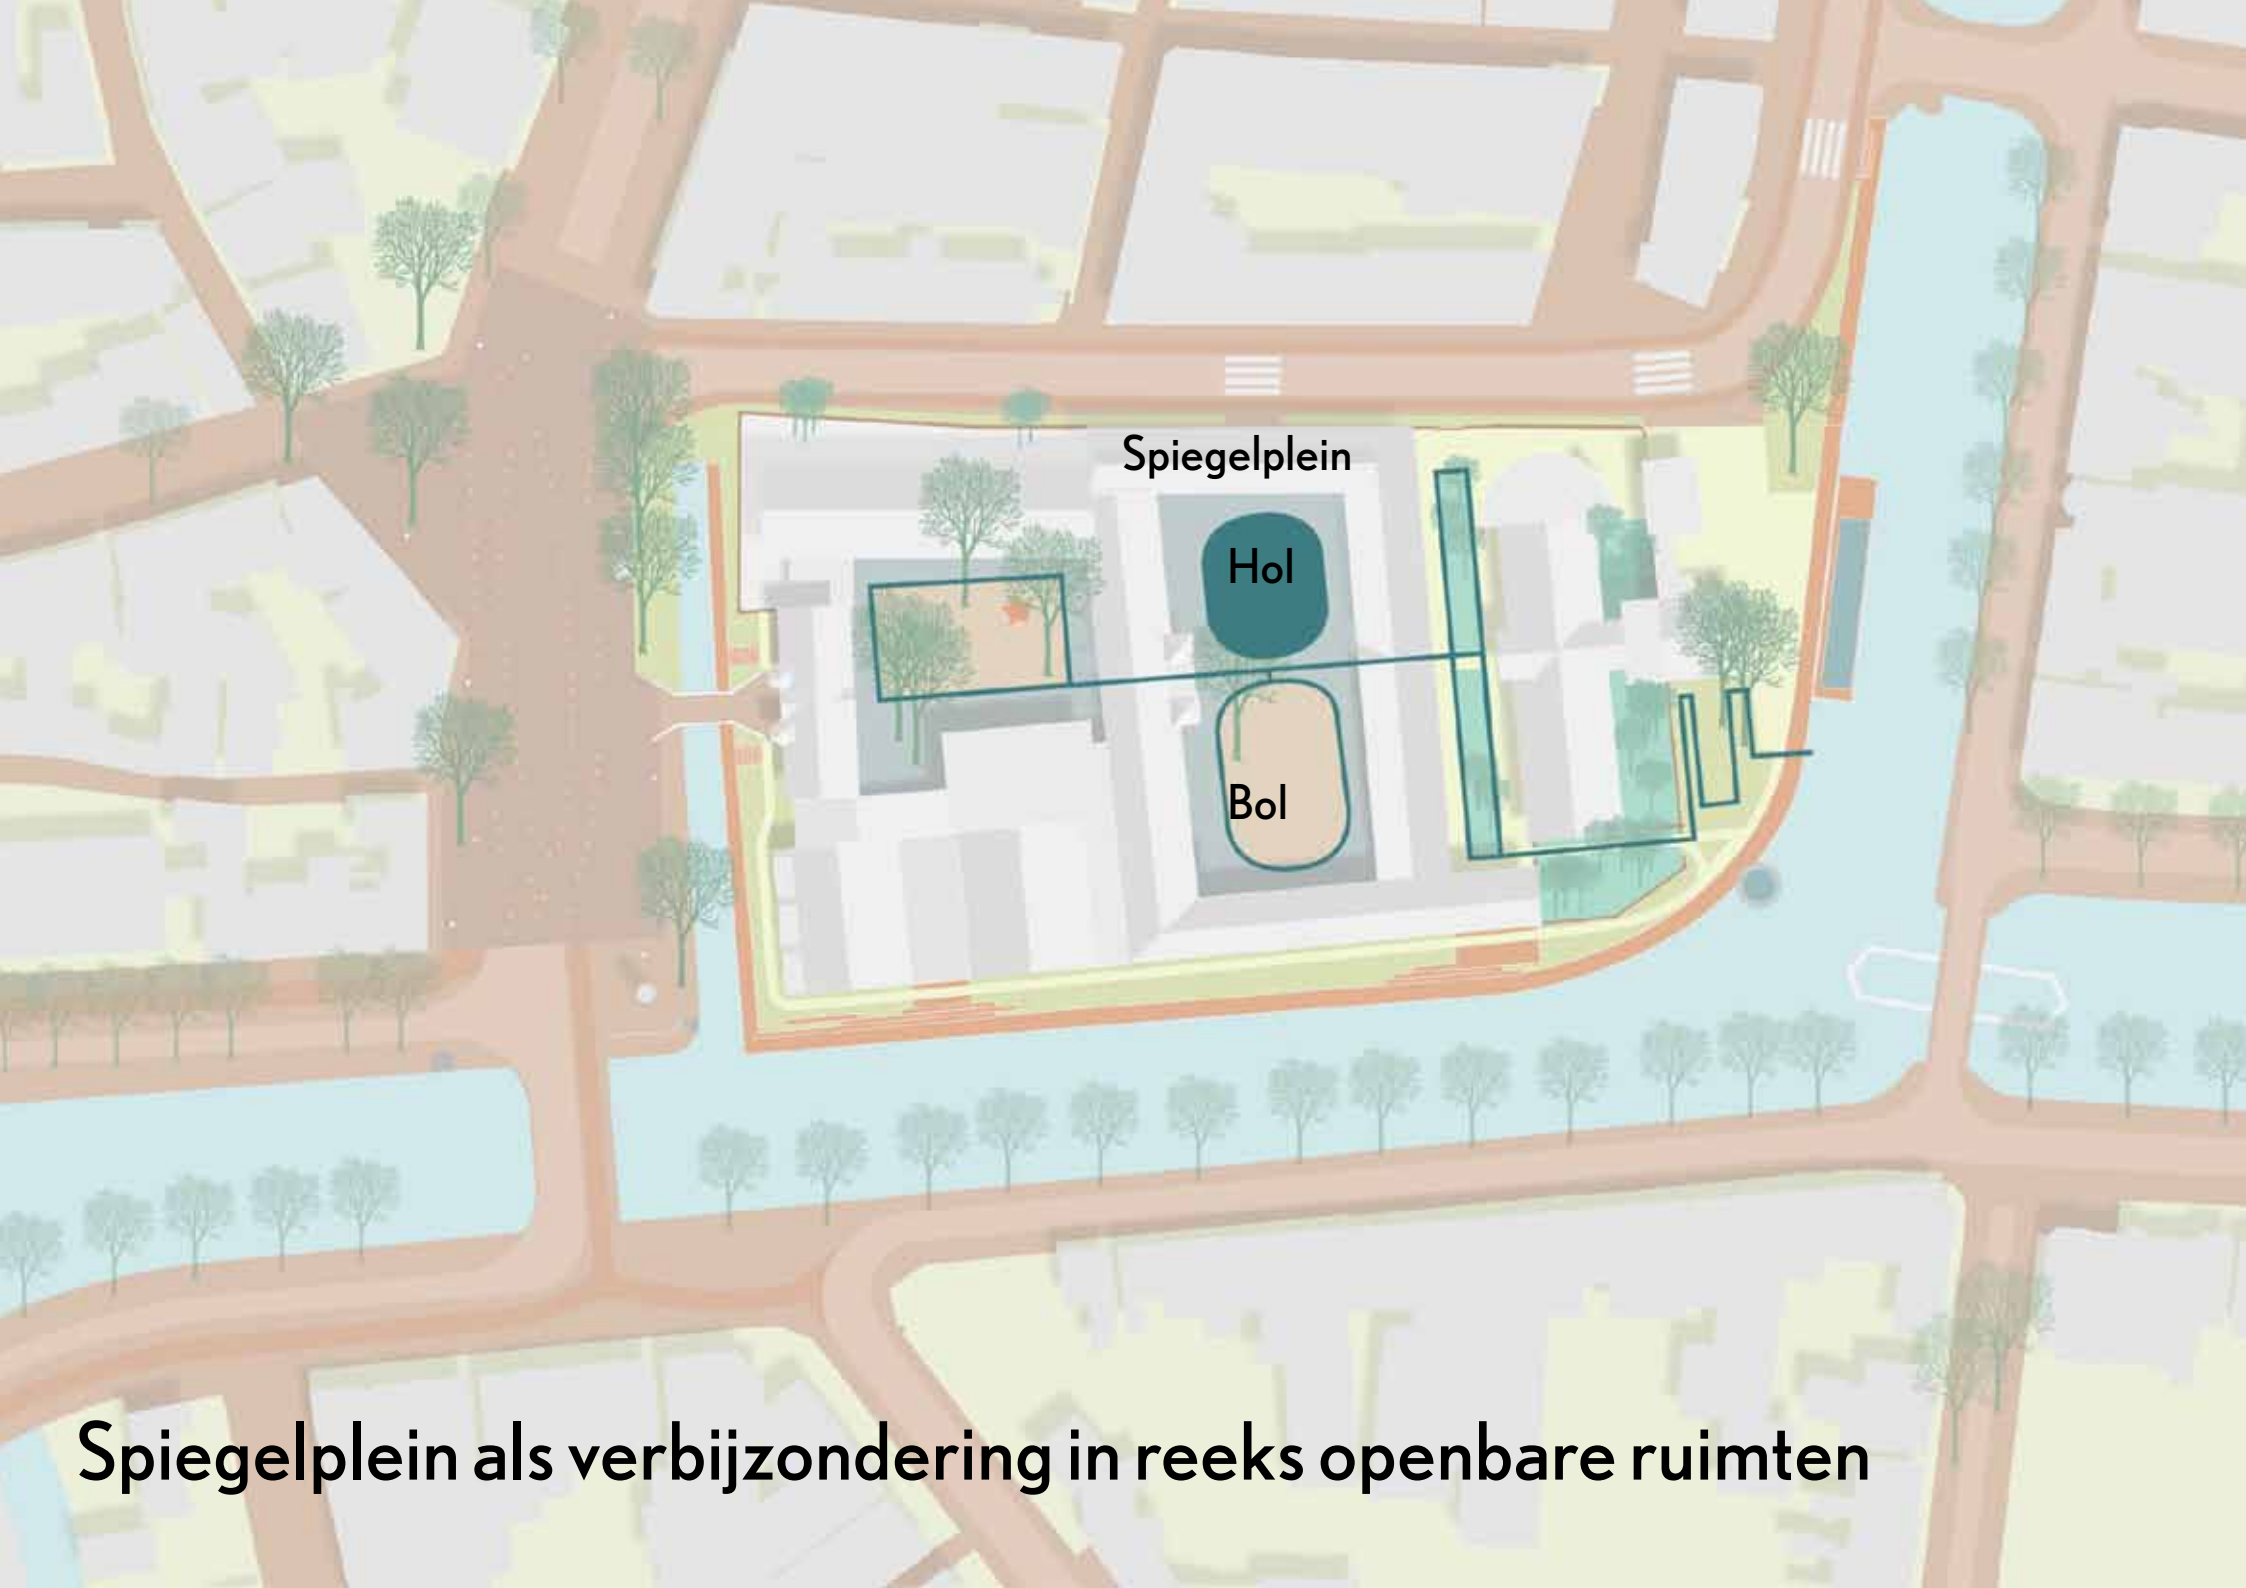 Spiegelplein
Hol
Bol
Spiegelplein als verbijzondering in reeks openbare ruimten